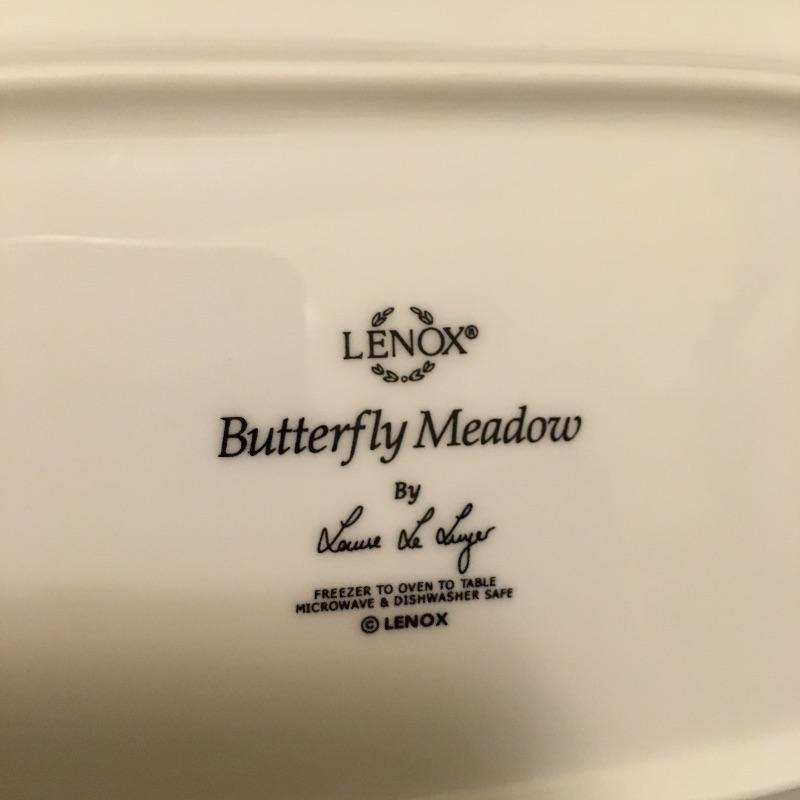 LENOX®
Butterfly Meadow
By
Louise Le Luyer
FREEZER TO OVEN TO TABLE
MICROWAVE & DISHWASHER SAFE
© LENOX